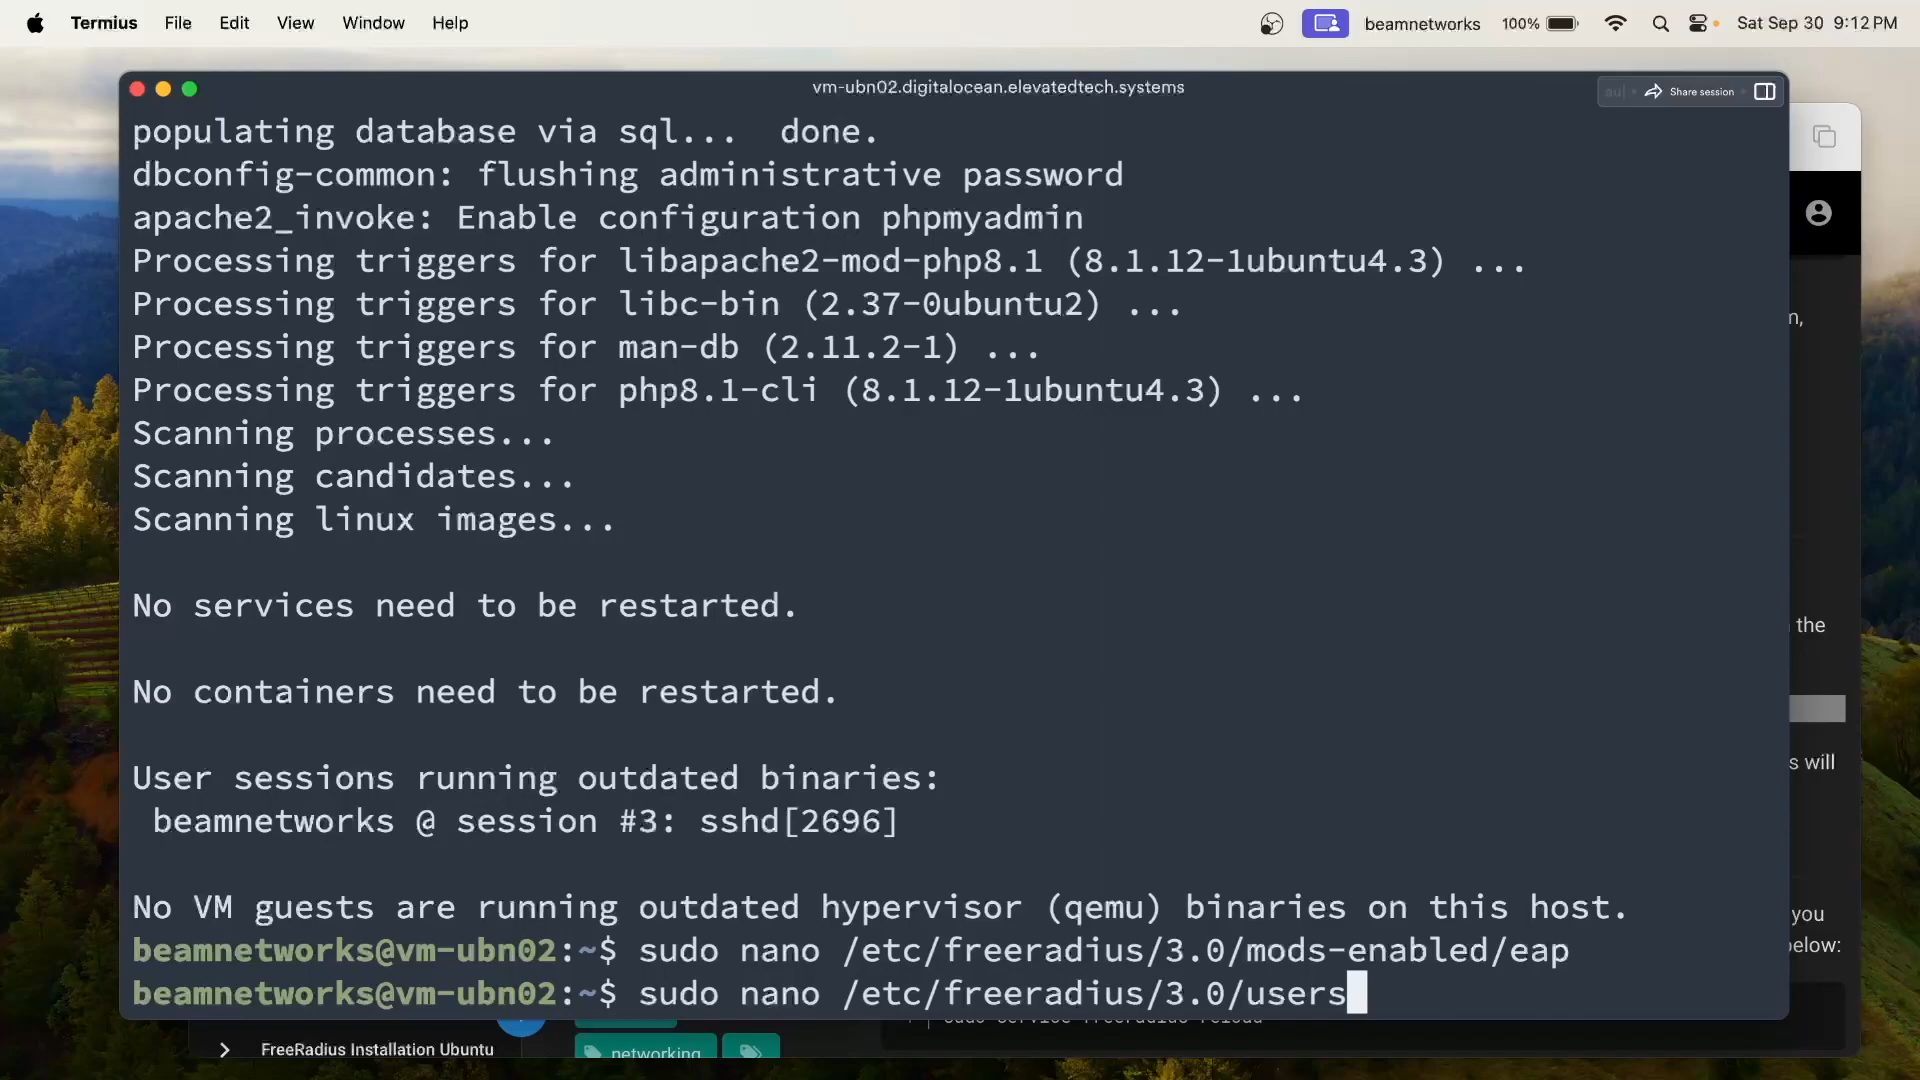 Termius File Edit View Window Help beamnetworks 100% Sat Sep 30 9:12 PM
vm-ubn02.digitalocean.elevatedtech.systems
Share session
populating database via sql... done.
dbconfig-common: flushing administrative password
apache2_invoke: Enable configuration phpmyadmin
Processing triggers for libapache2-mod-php8.1 (8.1.12-1ubuntu4.3) ...
Processing triggers for libc-bin (2.37-0ubuntu2) ...
n,
Processing triggers for man-db (2.11.2-1) ...
Processing triggers for php8.1-cli (8.1.12-1ubuntu4.3) ...
Scanning processes...
Scanning candidates...
Scanning linux images...
No services need to be restarted.
the
No containers need to be restarted.
s will
User sessions running outdated binaries:
beamnetworks @ session #3: sshd[2696]
No VM guests are running outdated hypervisor (qemu) binaries on this host.
you
elow:
beamnetworks@vm-ubn02:~$ sudo nano /etc/freeradius/3.0/mods-enabled/eap
beamnetworks@vm-ubn02:~$ sudo nano /etc/freeradius/3.0/users
sudo service freeradius reload
FreeRadius Installation Ubuntu
networking